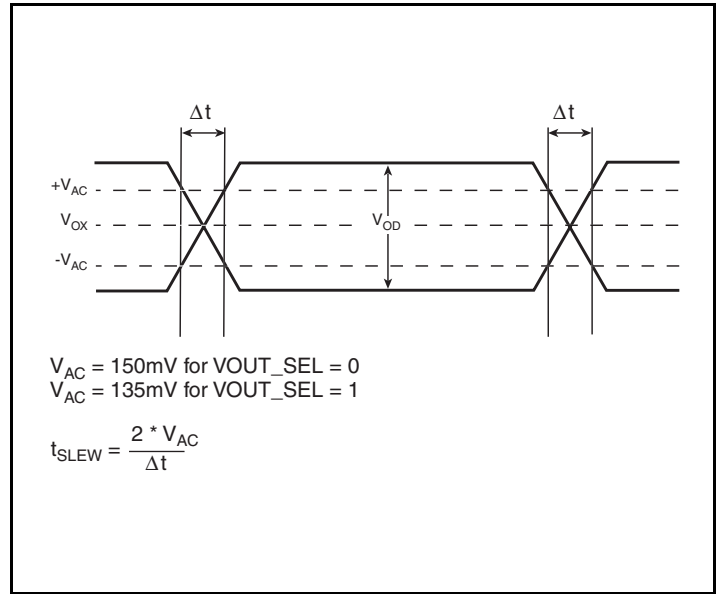 Δt Δt
+VAC
VOX
VOD
-VAC
VAC = 150mV for VOUT_SEL = 0
VAC = 135mV for VOUT_SEL = 1
tSLEW = 2 * VAC / Δt